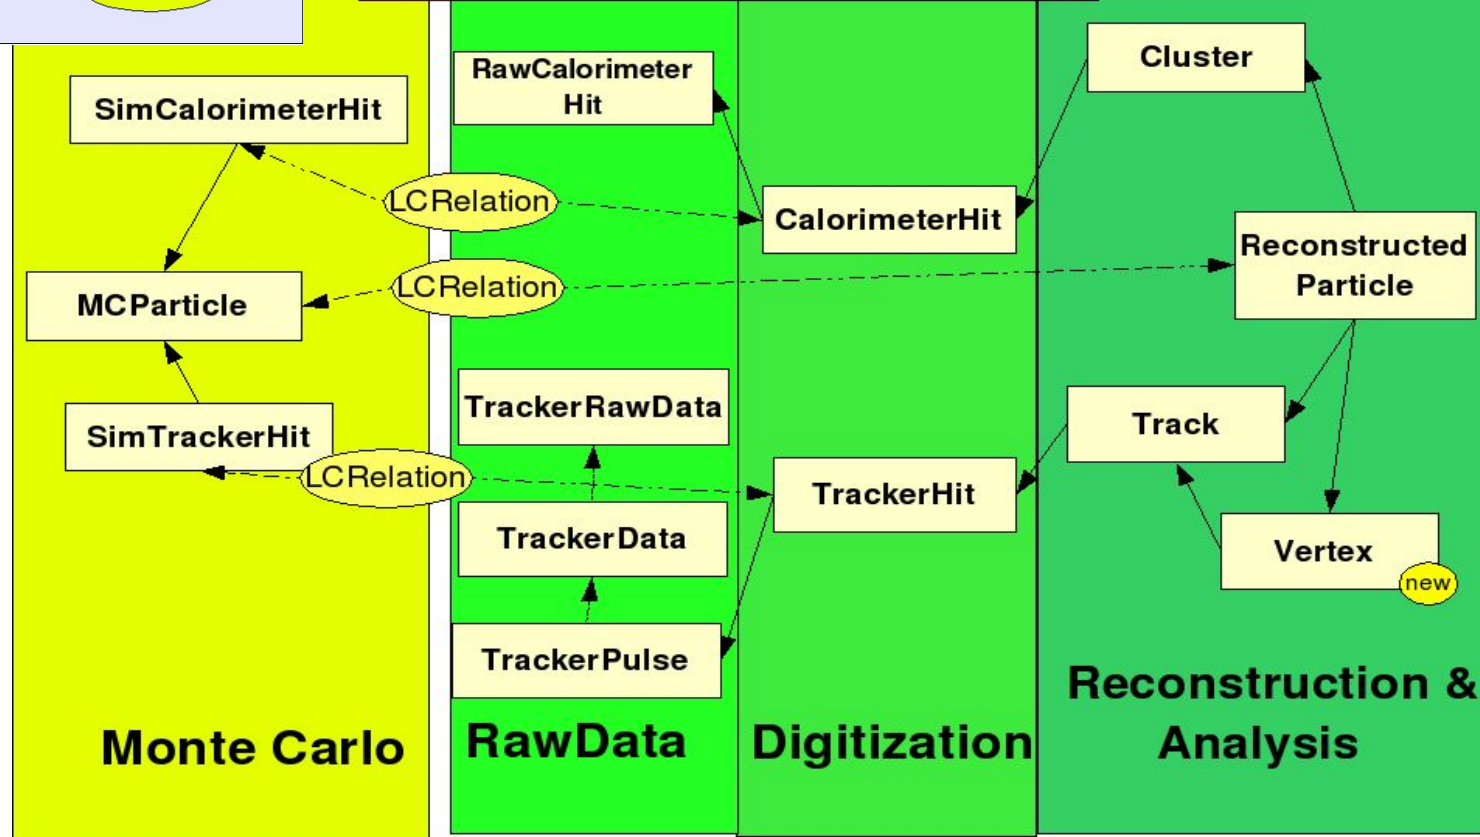 SimCalorimeterHit
LCRelation
MCParticle
LCRelation
SimTrackerHit
LCRelation
Monte Carlo
RawCalorimeter
Hit
TrackerRawData
TrackerData
TrackerPulse
RawData
CalorimeterHit
TrackerHit
Digitization
Cluster
Reconstructed
Particle
Track
Vertex
new
Reconstruction &
Analysis